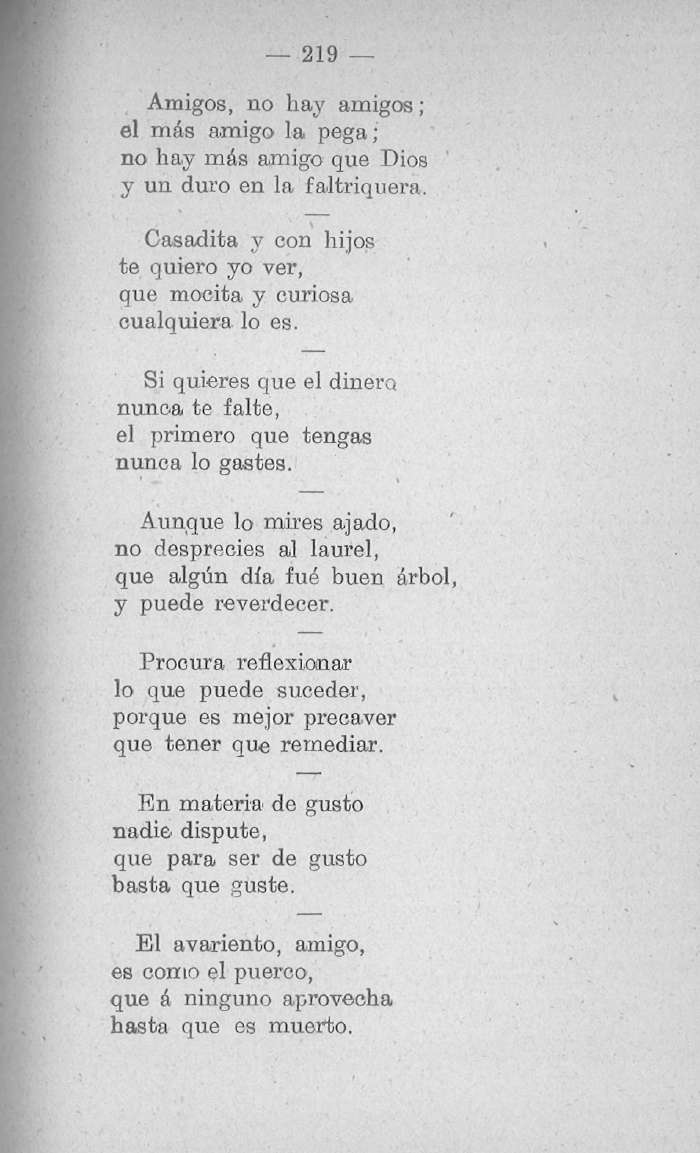 — 219 —
Amigos, no hay amigos;
el más amigo la pega;
no hay más amigo que Dios
y un duro en la faltriquera.
—
Casadita y con hijos
te quiero yo ver,
que mocita y curiosa
cualquiera lo es.
—
Si quieres que el dinero
nunca te falte,
el primero que tengas
nunca lo gastes.
—
Aunque lo mires ajado,
no desprecies al laurel,
que algún día fué buen árbol,
y puede reverdecer.
—
Procura reflexionar
lo que puede suceder,
porque es mejor precaver
que tener que remediar.
—
En materia de gusto
nadie dispute,
que para ser de gusto
basta que guste.
—
El avariento, amigo,
es como el puerco,
que á ninguno aprovecha
hasta que es muerto.